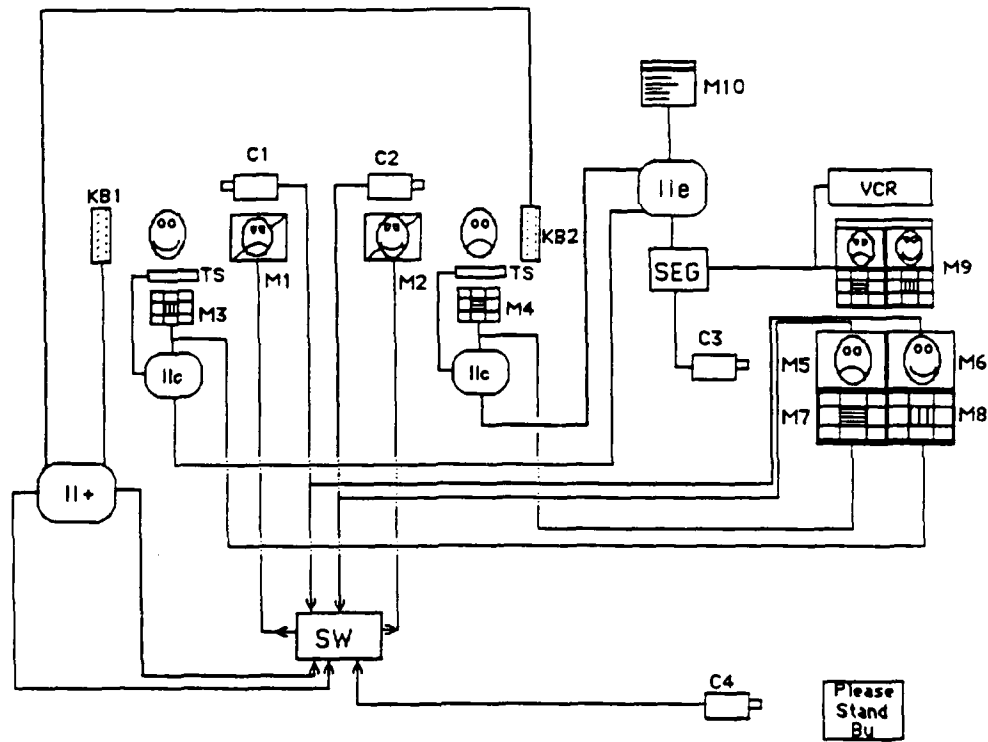 M10
C1
C2
IIe
VCR
KB1
KB2
M9
TS
M1
M2
TS
SEG
M3
M4
C3
M5
M6
IIc
IIc
M7
M8
II+
SW
C4
Please
Stand
By